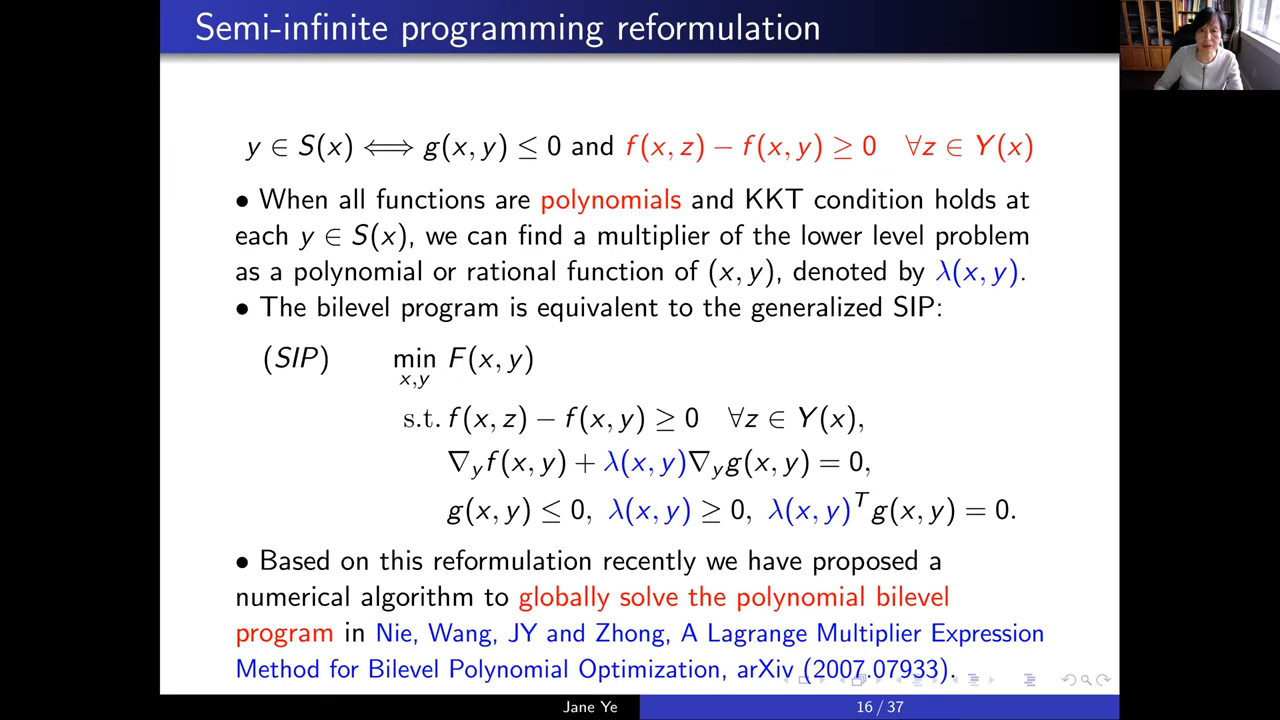 Semi-infinite programming reformulation
y ∈ S(x) ⟺ g(x, y) ≤ 0 and f(x, z) − f(x, y) ≥ 0 ∀z ∈ Y(x)
• When all functions are polynomials and KKT condition holds at
each y ∈ S(x), we can find a multiplier of the lower level problem
as a polynomial or rational function of (x, y), denoted by λ(x, y).
• The bilevel program is equivalent to the generalized SIP:
(SIP) min F(x, y)
x,y
s.t. f(x, z) − f(x, y) ≥ 0 ∀z ∈ Y(x),
∇_y f(x, y) + λ(x, y)∇_y g(x, y) = 0,
g(x, y) ≤ 0, λ(x, y) ≥ 0, λ(x, y)^T g(x, y) = 0.
• Based on this reformulation recently we have proposed a
numerical algorithm to globally solve the polynomial bilevel
program in Nie, Wang, JY and Zhong, A Lagrange Multiplier Expression
Method for Bilevel Polynomial Optimization, arXiv (2007.07933).
Jane Ye 16 / 37